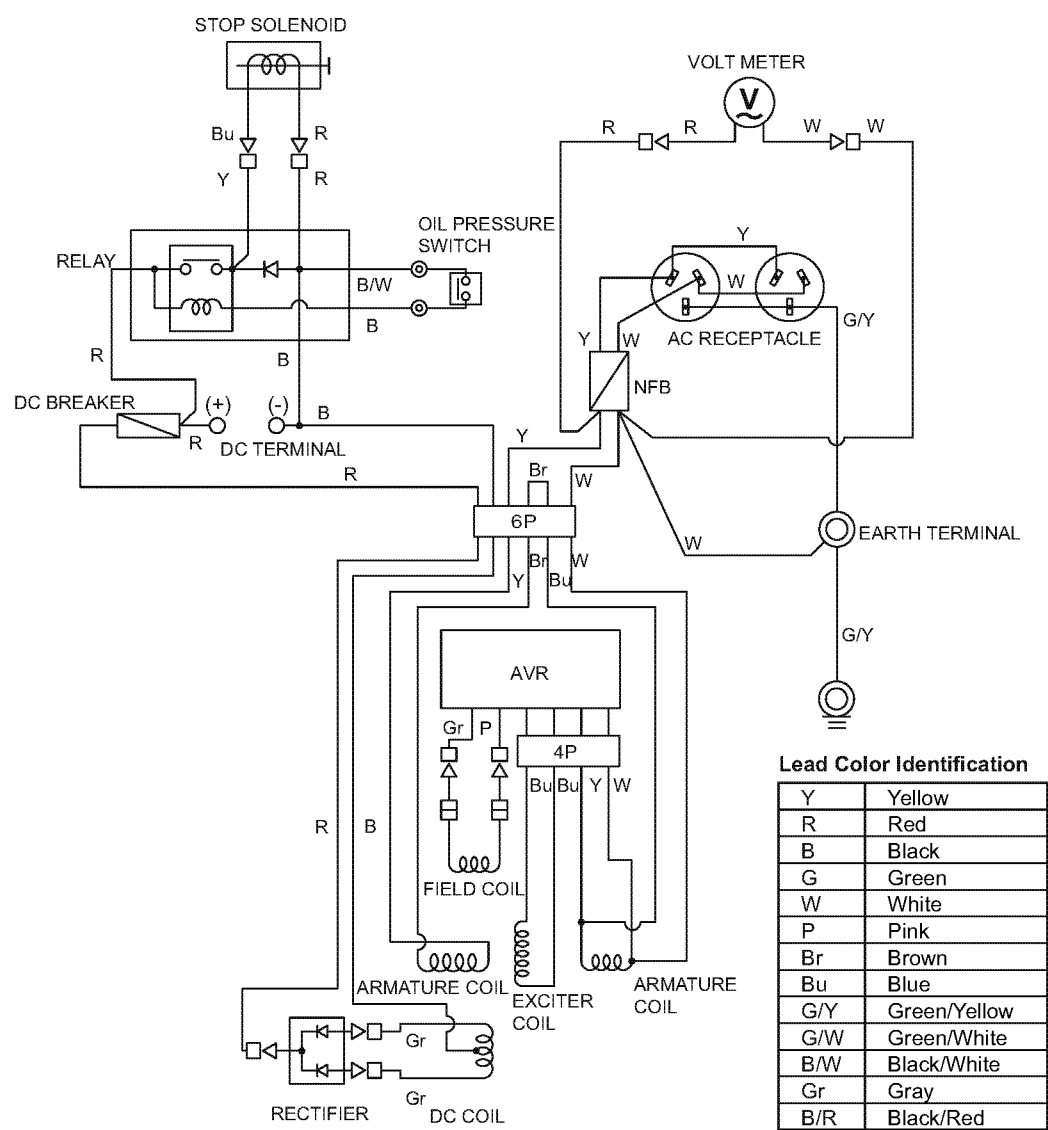 STOP SOLENOID
VOLT METER
V
R
R
W
W
Bu
R
Y
R
OIL PRESSURE
SWITCH
Y
W
RELAY
B/W
B
G/Y
Y
W
AC RECEPTACLE
R
B
NFB
DC BREAKER
(+)
(-)
B
R
DC TERMINAL
Y
R
Br
W
6P
EARTH TERMINAL
W
Br
W
Y
Bu
G/Y
AVR
Gr
P
4P
Bu
Bu
Y
W
R
B
FIELD COIL
ARMATURE COIL
EXCITER
COIL
ARMATURE
COIL
Gr
Gr
RECTIFIER
DC COIL
Lead Color Identification
Y Yellow
R Red
B Black
G Green
W White
P Pink
Br Brown
Bu Blue
G/Y Green/Yellow
G/W Green/White
B/W Black/White
Gr Gray
B/R Black/Red